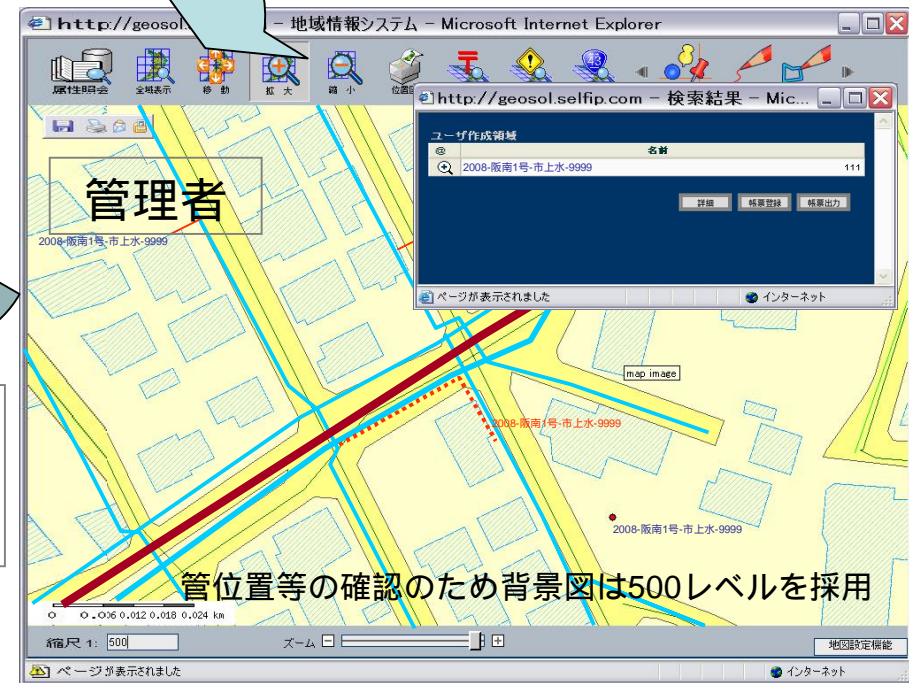 http://geosol. - 地域情報システム - Microsoft Internet Explorer
属性照会
全域表示
移 動
拡 大
縮 小
http://geosol.selfip.com - 検索結果 - Mic...
ユーザ作成領域
@ 名前
2008-阪南1号-市上水-9999 111
詳細 帳票登録 帳票出力
ページが表示されました インターネット
管理者
2008-阪南1号-市上水-9999
map image
2008-阪南1号-市上水-9999
2008-阪南1号-市上水-9999
管位置等の確認のため背景図は500レベルを採用
0 0.006 0.012 0.018 0.024 km
縮尺 1: 500 ズーム 地図設定機能
ページが表示されました インターネット